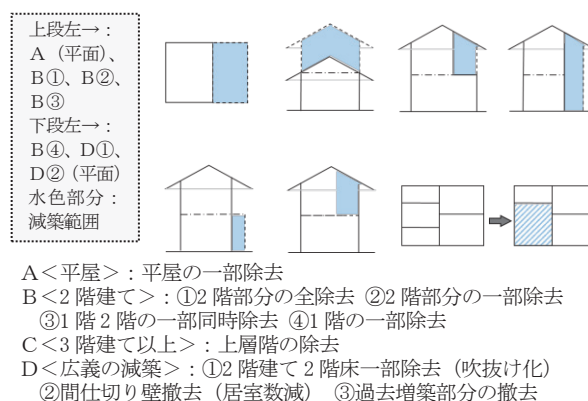 上段左→：
A（平面）、
B①、B②、
B③
下段左→：
B④、D①、
D②（平面）
水色部分：
減築範囲
A＜平屋＞：平屋の一部除去
B＜2 階建て＞：①2 階部分の全除去 ②2 階部分の一部除去
③1 階 2 階の一部同時除去 ④1 階の一部除去
C＜3 階建て以上＞：上層階の除去
D＜広義の減築＞：①2 階建て 2 階床一部除去（吹抜け化）
②間仕切り壁撤去（居室数減） ③過去増築部分の撤去